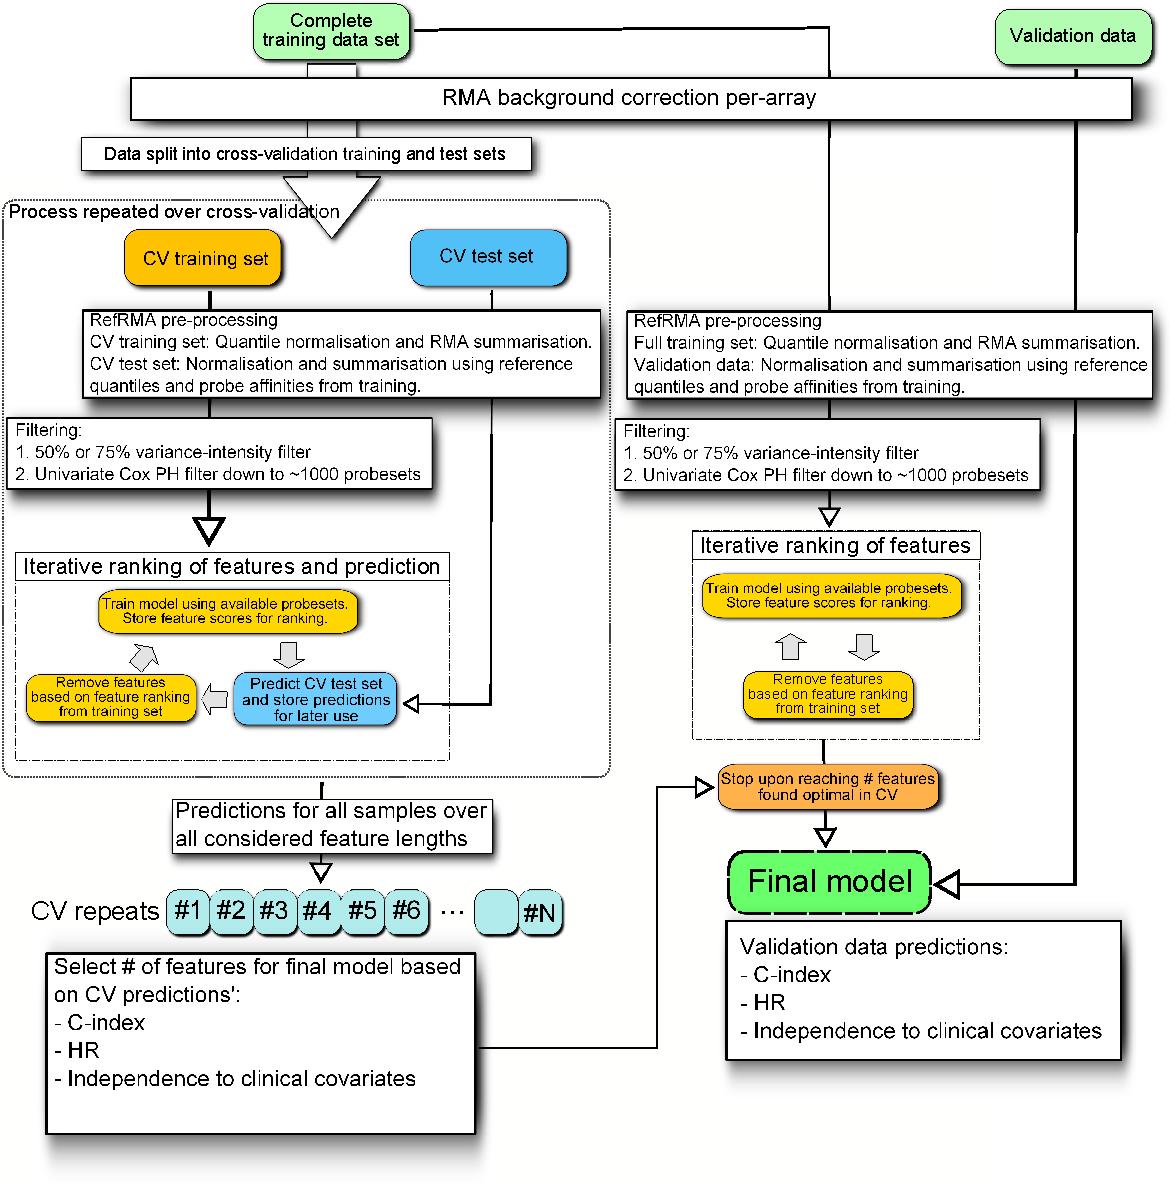 Complete
training data set
Validation data
RMA background correction per-array
Data split into cross-validation training and test sets
Process repeated over cross-validation
CV training set
CV test set
RefRMA pre-processing
CV training set: Quantile normalisation and RMA summarisation.
CV test set: Normalisation and summarisation using reference
quantiles and probe affinities from training.
Filtering:
1. 50% or 75% variance-intensity filter
2. Univariate Cox PH filter down to ~1000 probesets
Iterative ranking of features and prediction
Train model using available probesets.
Store feature scores for ranking.
Remove features
based on feature ranking
from training set
Predict CV test set
and store predictions
for later use
Predictions for all samples over
all considered feature lengths
CV repeats #1 #2 #3 #4 #5 #6 ... #N
Select # of features for final model based
on CV predictions':
- C-index
- HR
- Independence to clinical covariates
RefRMA pre-processing
Full training set: Quantile normalisation and RMA summarisation.
Validation data: Normalisation and summarisation using reference
quantiles and probe affinities from training.
Filtering:
1. 50% or 75% variance-intensity filter
2. Univariate Cox PH filter down to ~1000 probesets
Iterative ranking of features
Train model using available probesets.
Store feature scores for ranking.
Remove features
based on feature ranking
from training set
Stop upon reaching # features
found optimal in CV
Final model
Validation data predictions:
- C-index
- HR
- Independence to clinical covariates